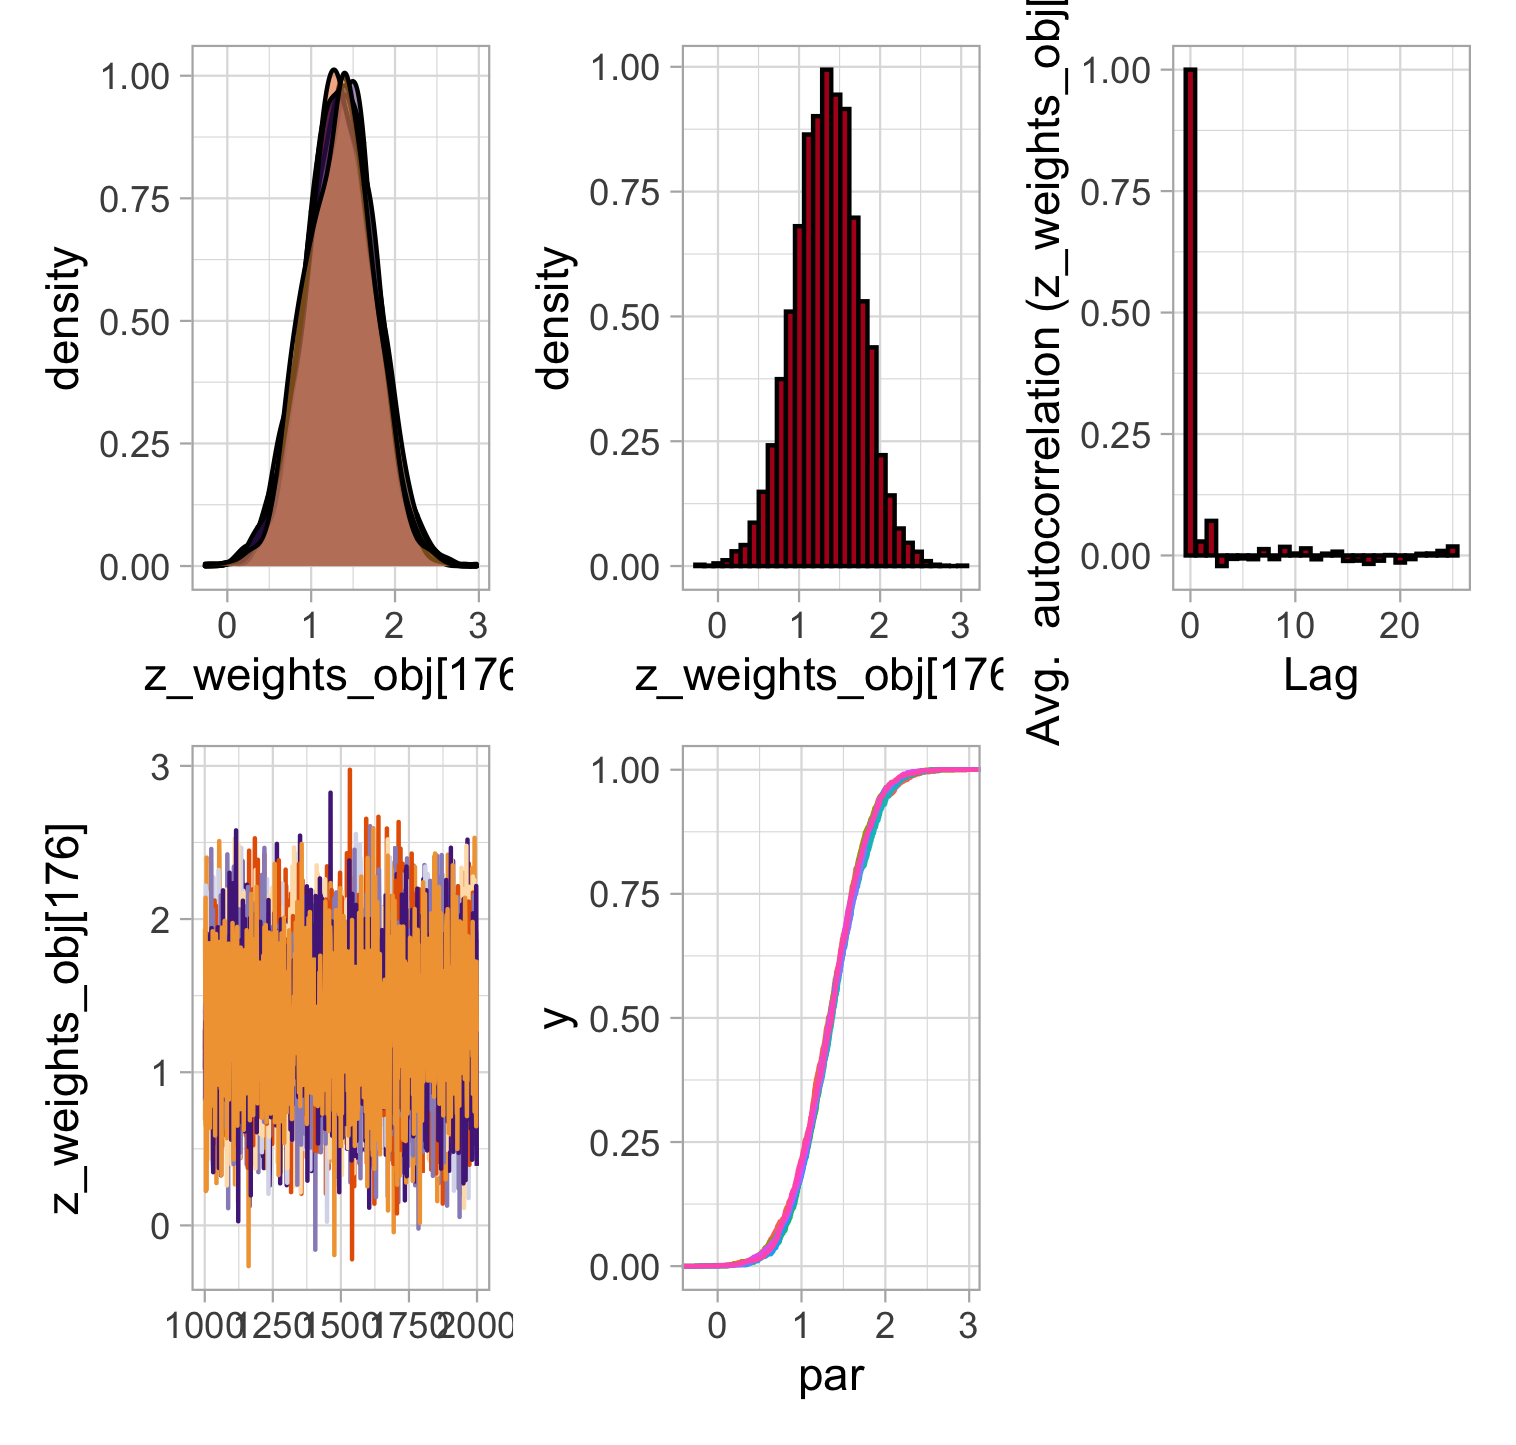 1.00
0.75
0.50
0.25
0.00
density
0 1 2 3
z_weights_obj[176
1.00
0.75
0.50
0.25
0.00
density
0 1 2 3
z_weights_obj[176
1.00
0.75
0.50
0.25
0.00
Avg. autocorrelation (z_weights_obj[
0 10 20
Lag
3
2
1
0
z_weights_obj[176]
1000 1250 1500 1750 2000
1.00
0.75
0.50
0.25
0.00
y
0 1 2 3
par